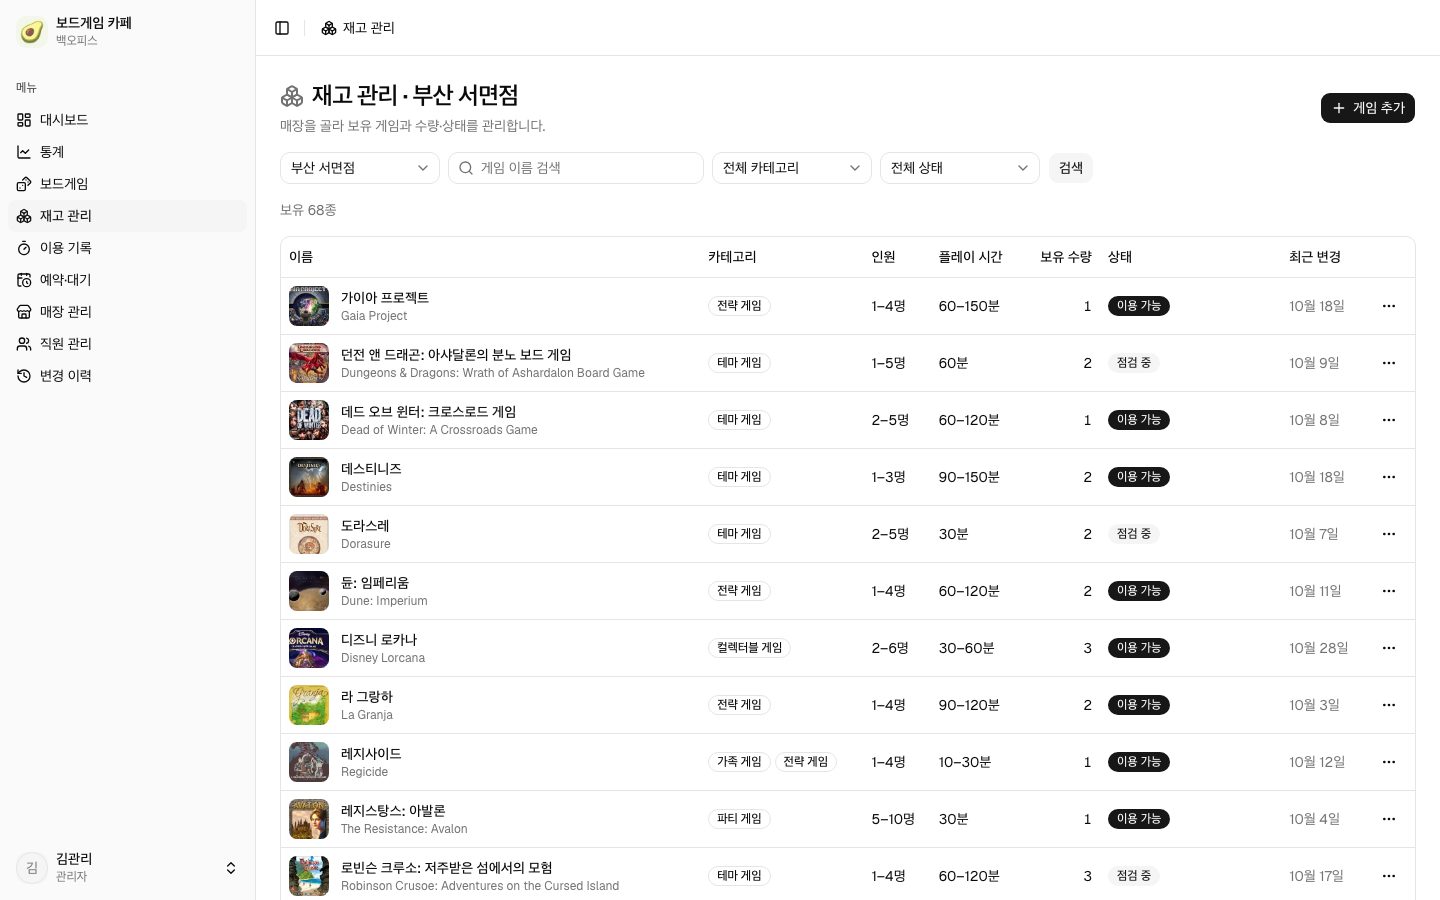 보드게임 카페
백오피스
메뉴
대시보드
통계
보드게임
재고 관리
이용 기록
예약·대기
매장 관리
직원 관리
변경 이력
김
김관리
관리자
재고 관리
재고 관리 · 부산 서면점
매장을 골라 보유 게임과 수량·상태를 관리합니다.
게임 추가
부산 서면점
게임 이름 검색
전체 카테고리
전체 상태
검색
보유 68종
이름 카테고리 인원 플레이 시간 보유 수량 상태 최근 변경
가이아 프로젝트
Gaia Project
전략 게임 1–4명 60–150분 1 이용 가능 10월 18일
던전 앤 드래곤: 아샤달론의 분노 보드 게임
Dungeons & Dragons: Wrath of Ashardalon Board Game
테마 게임 1–5명 60분 2 점검 중 10월 9일
데드 오브 윈터: 크로스로드 게임
Dead of Winter: A Crossroads Game
테마 게임 2–5명 60–120분 1 이용 가능 10월 8일
데스티니즈
Destinies
테마 게임 1–3명 90–150분 2 이용 가능 10월 18일
도라스레
Dorasure
테마 게임 2–5명 30분 2 점검 중 10월 7일
듄: 임페리움
Dune: Imperium
전략 게임 1–4명 60–120분 2 이용 가능 10월 11일
디즈니 로카나
Disney Lorcana
컬렉터블 게임 2–6명 30–60분 3 이용 가능 10월 28일
라 그랑하
La Granja
전략 게임 1–4명 90–120분 2 이용 가능 10월 3일
레지사이드
Regicide
가족 게임 전략 게임 1–4명 10–30분 1 이용 가능 10월 12일
레지스탕스: 아발론
The Resistance: Avalon
파티 게임 5–10명 30분 1 이용 가능 10월 4일
로빈슨 크루소: 저주받은 섬에서의 모험
Robinson Crusoe: Adventures on the Cursed Island
테마 게임 1–4명 60–120분 3 점검 중 10월 17일